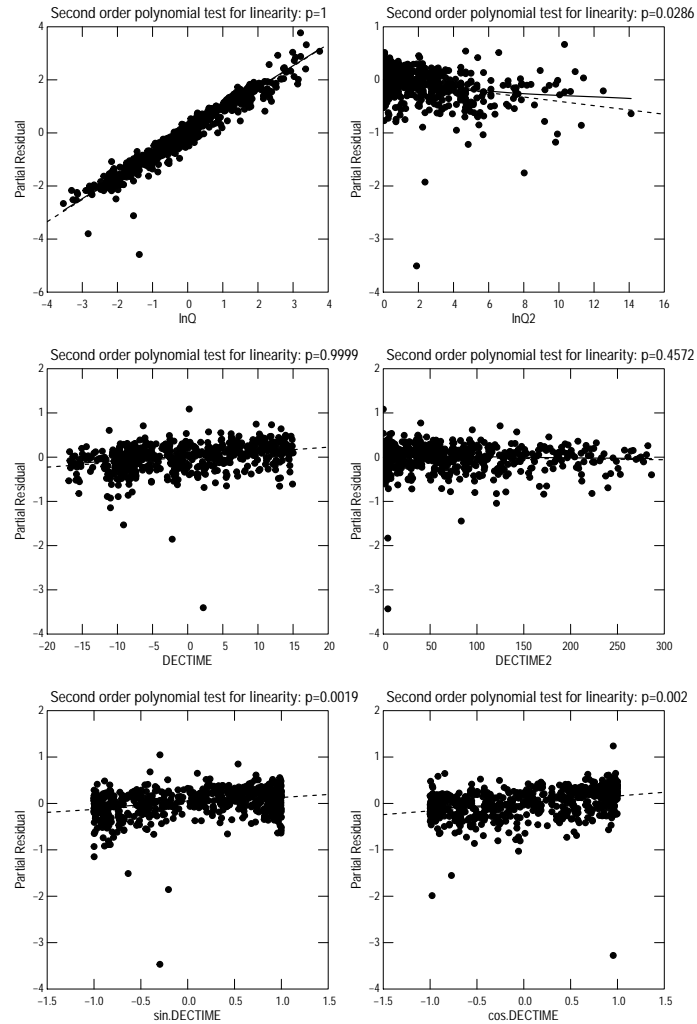 Second order polynomial test for linearity: p=1
4
2
0
−2
−4
−6
Partial Residual
−4 −3 −2 −1 0 1 2 3 4
lnQ
Second order polynomial test for linearity: p=0.0286
1
0
−1
−2
−3
−4
Partial Residual
0 2 4 6 8 10 12 14 16
lnQ2
Second order polynomial test for linearity: p=0.9999
2
1
0
−1
−2
−3
−4
Partial Residual
−20 −15 −10 −5 0 5 10 15 20
DECTIME
Second order polynomial test for linearity: p=0.4572
2
1
0
−1
−2
−3
−4
Partial Residual
0 50 100 150 200 250 300
DECTIME2
Second order polynomial test for linearity: p=0.0019
2
1
0
−1
−2
−3
−4
Partial Residual
−1.5 −1.0 −0.5 0.0 0.5 1.0 1.5
sin.DECTIME
Second order polynomial test for linearity: p=0.002
2
1
0
−1
−2
−3
−4
Partial Residual
−1.5 −1.0 −0.5 0.0 0.5 1.0 1.5
cos.DECTIME